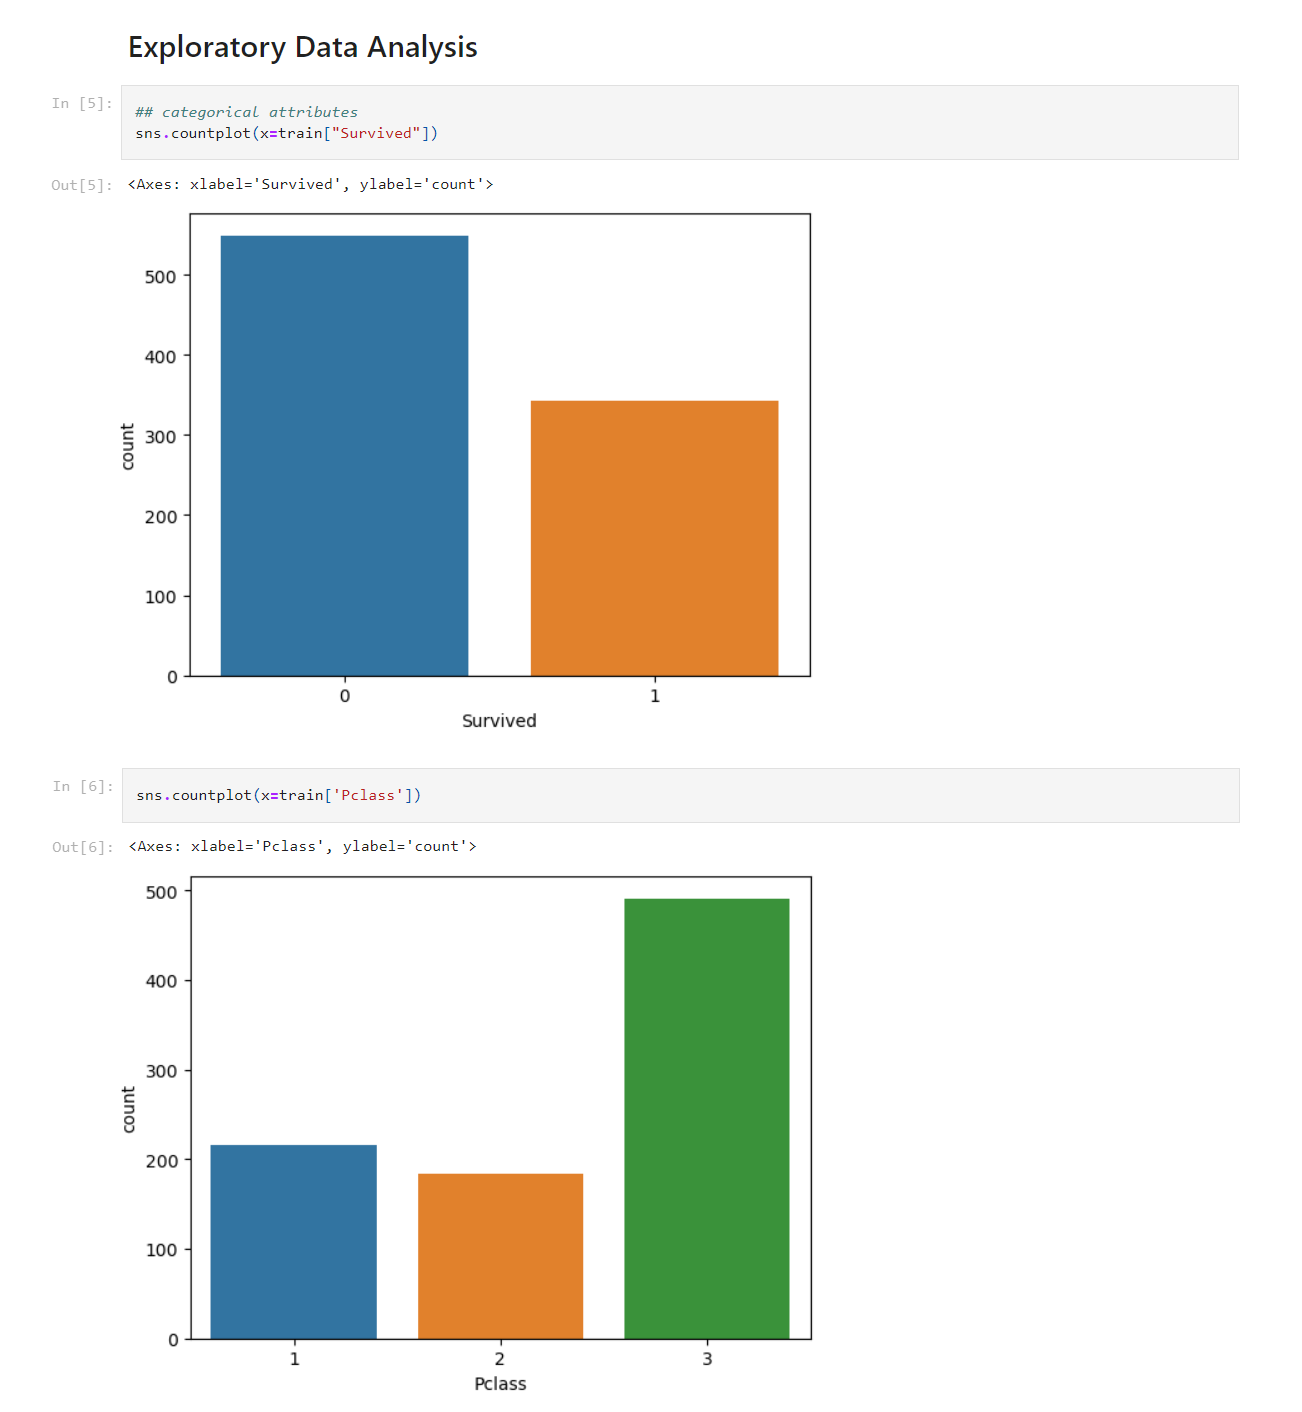 Exploratory Data Analysis
In [5]:
## categorical attributes
sns.countplot(x=train["Survived"])
Out[5]:
<Axes: xlabel='Survived', ylabel='count'>
500
400
300
200
100
0
count
0 1
Survived
In [6]:
sns.countplot(x=train['Pclass'])
Out[6]:
<Axes: xlabel='Pclass', ylabel='count'>
500
400
300
200
100
0
count
1 2 3
Pclass